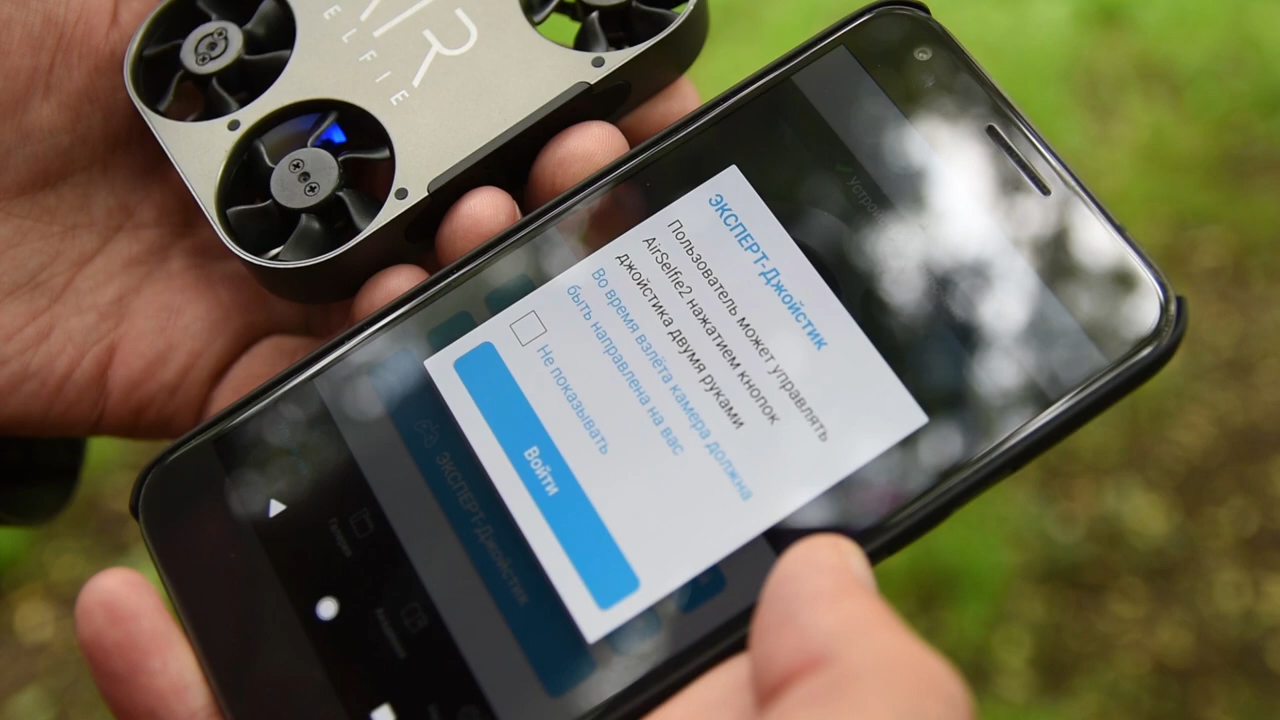 AIR
ELFIE
ЭКСПЕРТ-Джойстик
Пользователь может управлять
AirSelfie2 нажатием кнопок
джойстика двумя руками
Во время взлёта камера должна
быть направлена на вас
Не показывать
Войти
ЭКСПЕРТ-Джойстик